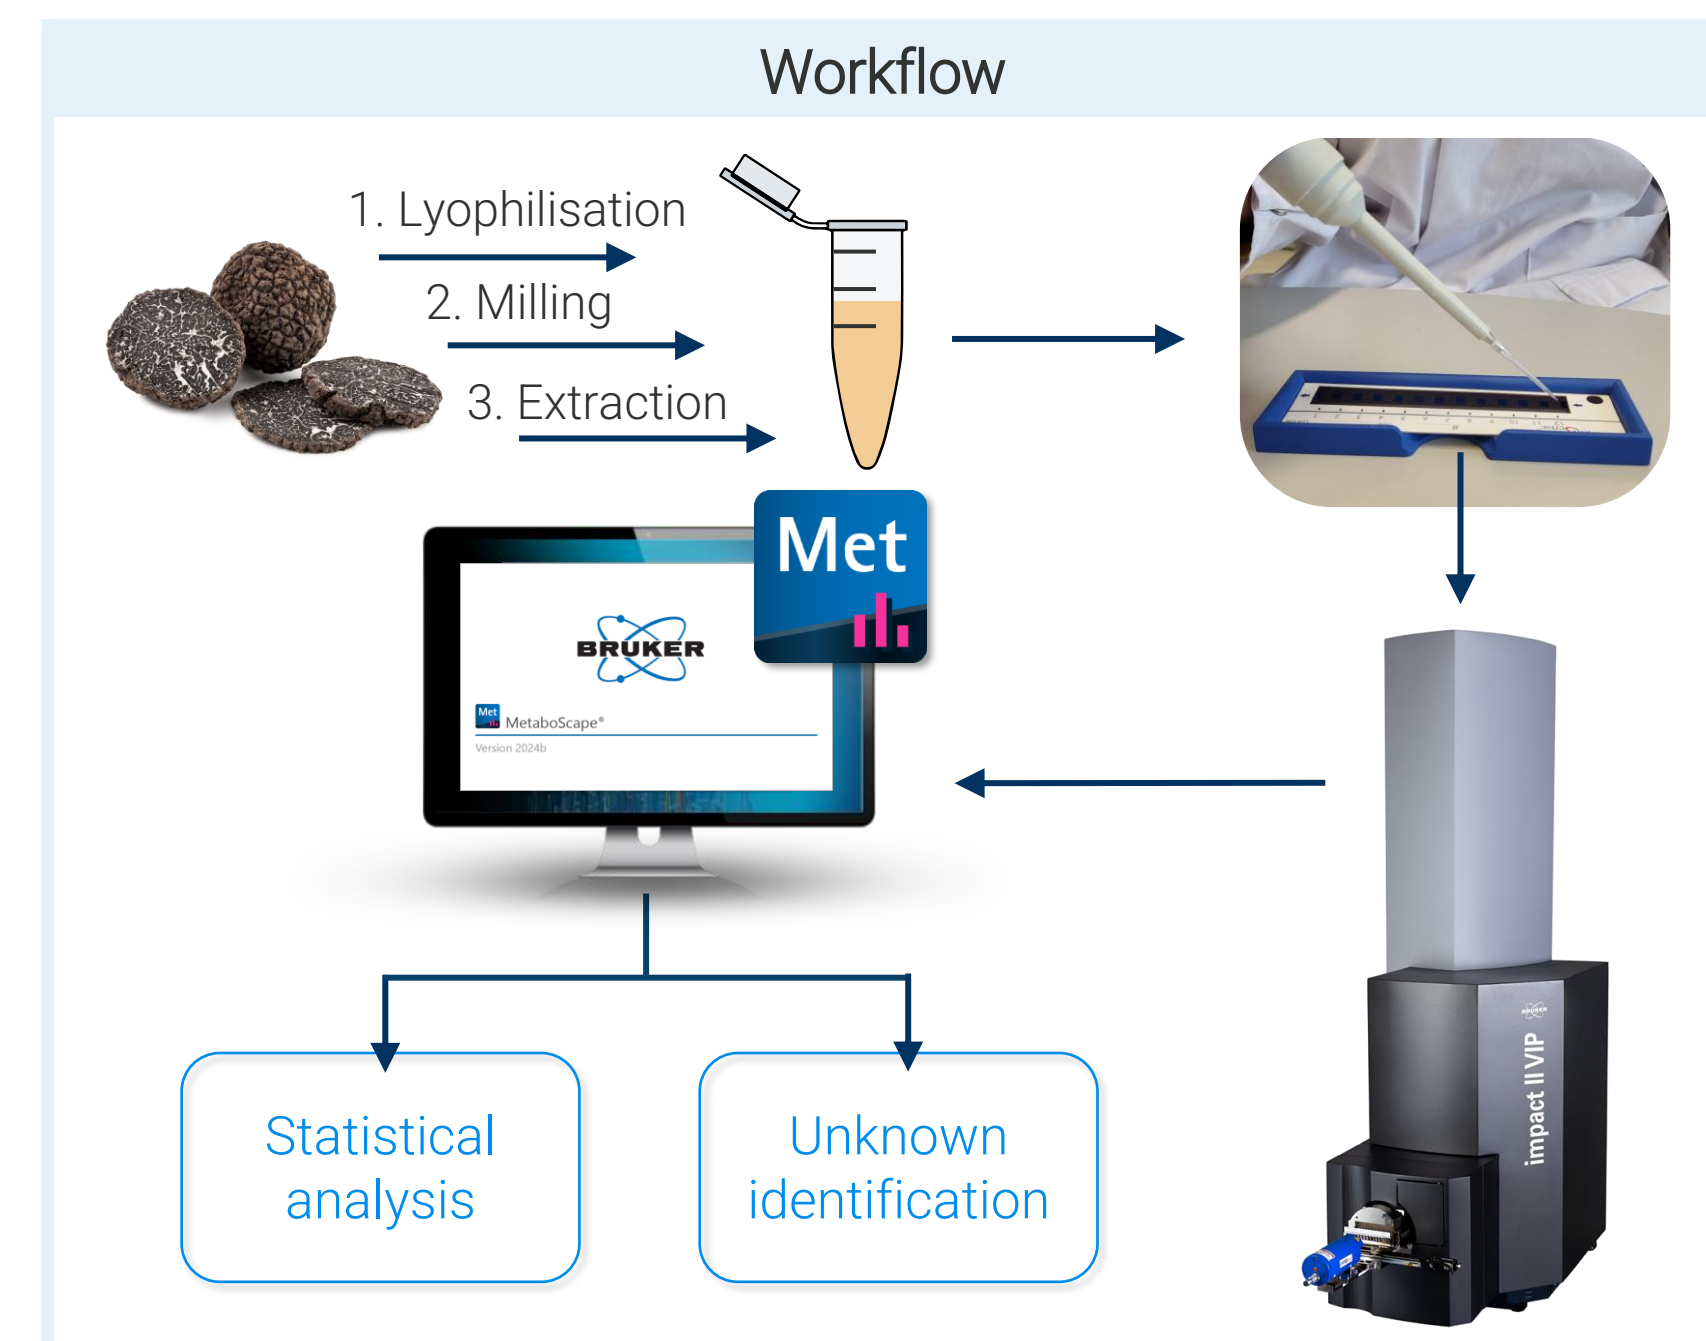 Workflow
1. Lyophilisation
2. Milling
3. Extraction
Met
BRUKER
Met
MetaboScape®
Version 2024b
BRUKER
impact II VIP
Statistical
analysis
Unknown
identification